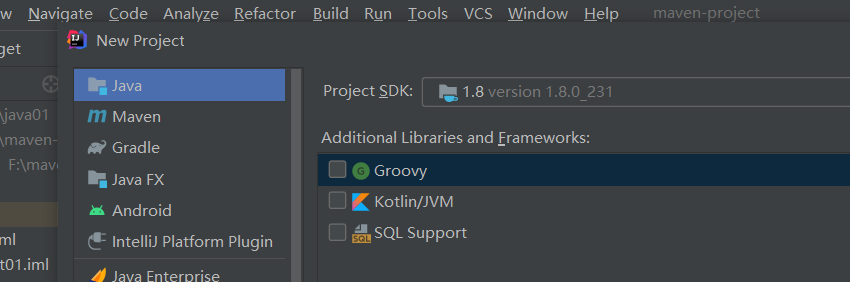 w Navigate Code Analyze Refactor Build Run Tools VCS Window Help maven-project
get
New Project
Java
Maven
Gradle
Java FX
Android
IntelliJ Platform Plugin
Java Enterprise
Project SDK: 1.8 version 1.8.0_231
Additional Libraries and Frameworks:
Groovy
Kotlin/JVM
SQL Support
\java01
\maven-
F:\mave
ml
t01.iml